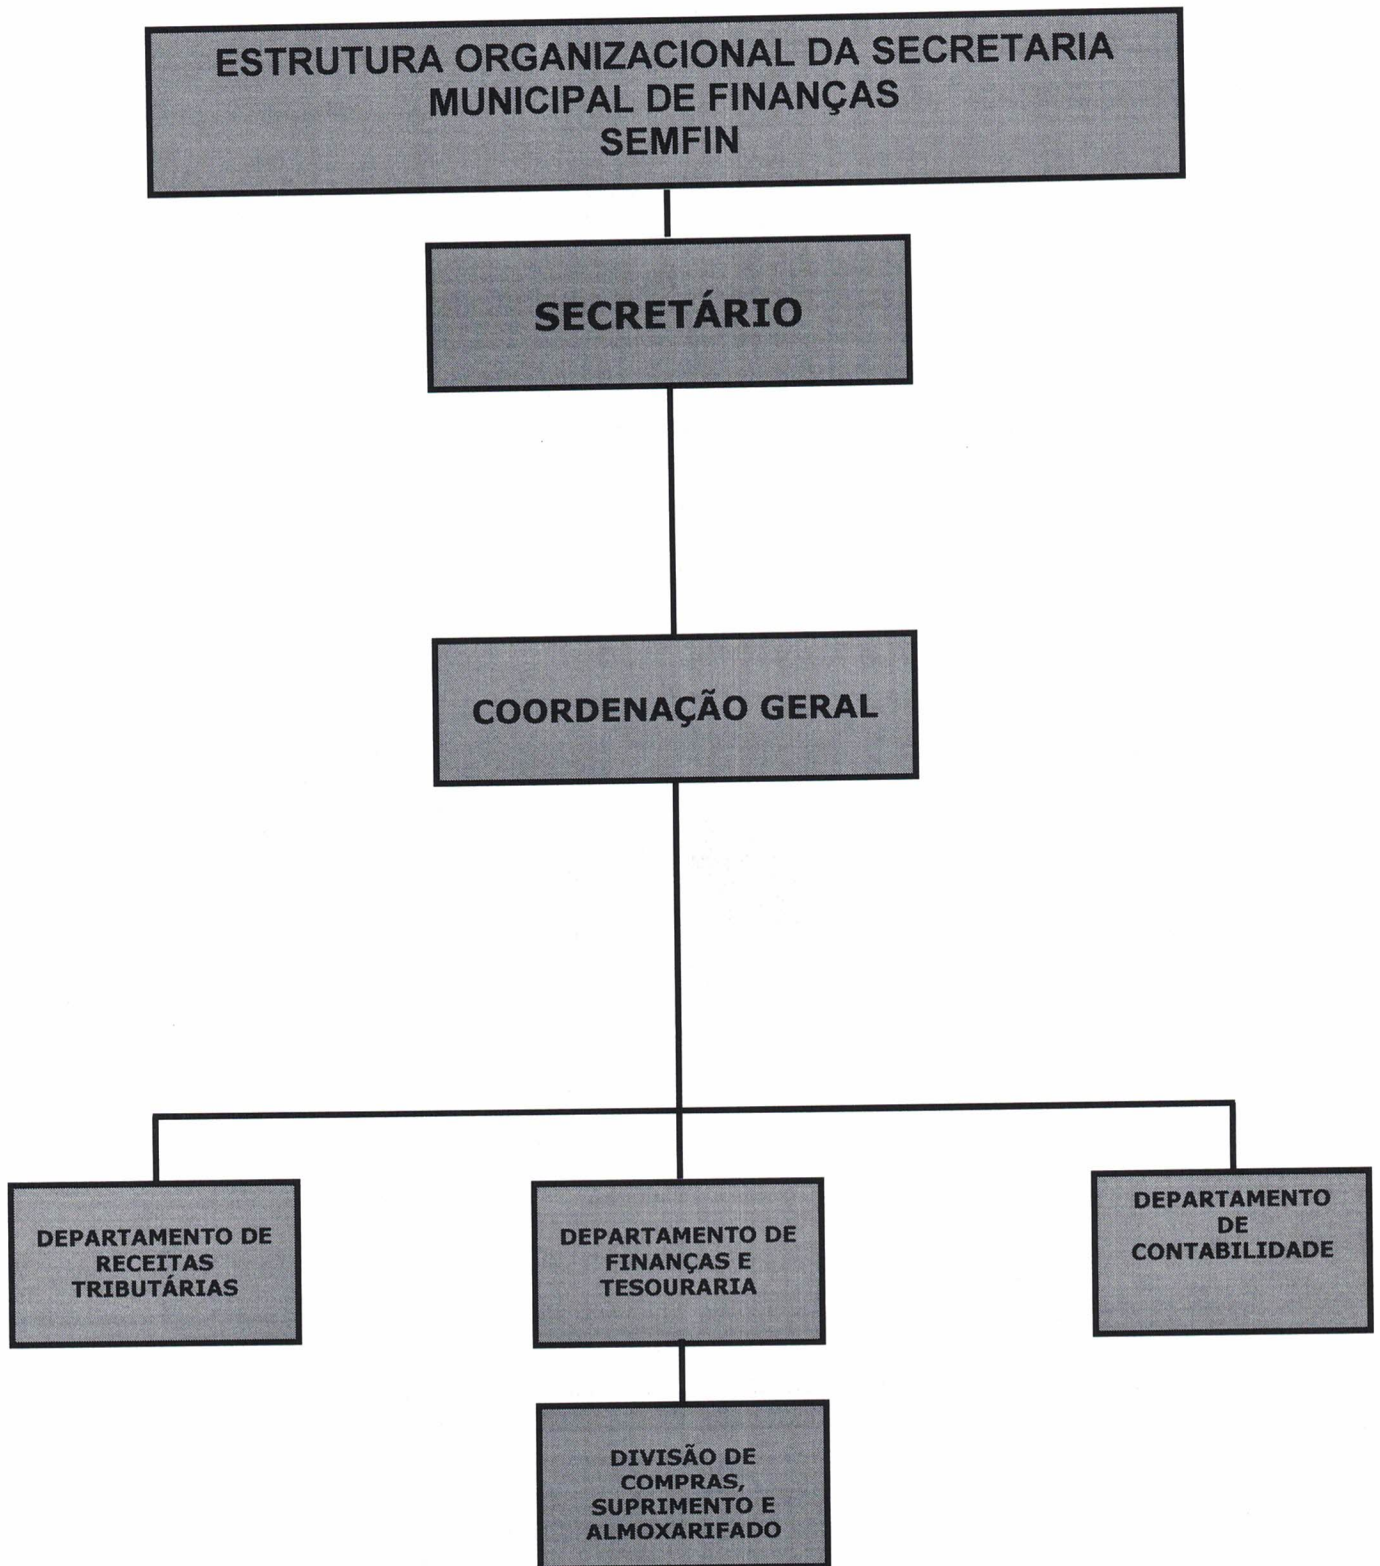 ESTRUTURA ORGANIZACIONAL DA SECRETARIA
MUNICIPAL DE FINANÇAS
SEMFIN
SECRETÁRIO
COORDENAÇÃO GERAL
DEPARTAMENTO DE
RECEITAS
TRIBUTÁRIAS
DEPARTAMENTO DE
FINANÇAS E
TESOURARIA
DEPARTAMENTO
DE
CONTABILIDADE
DIVISÃO DE
COMPRAS,
SUPRIMENTO E
ALMOXARIFADO